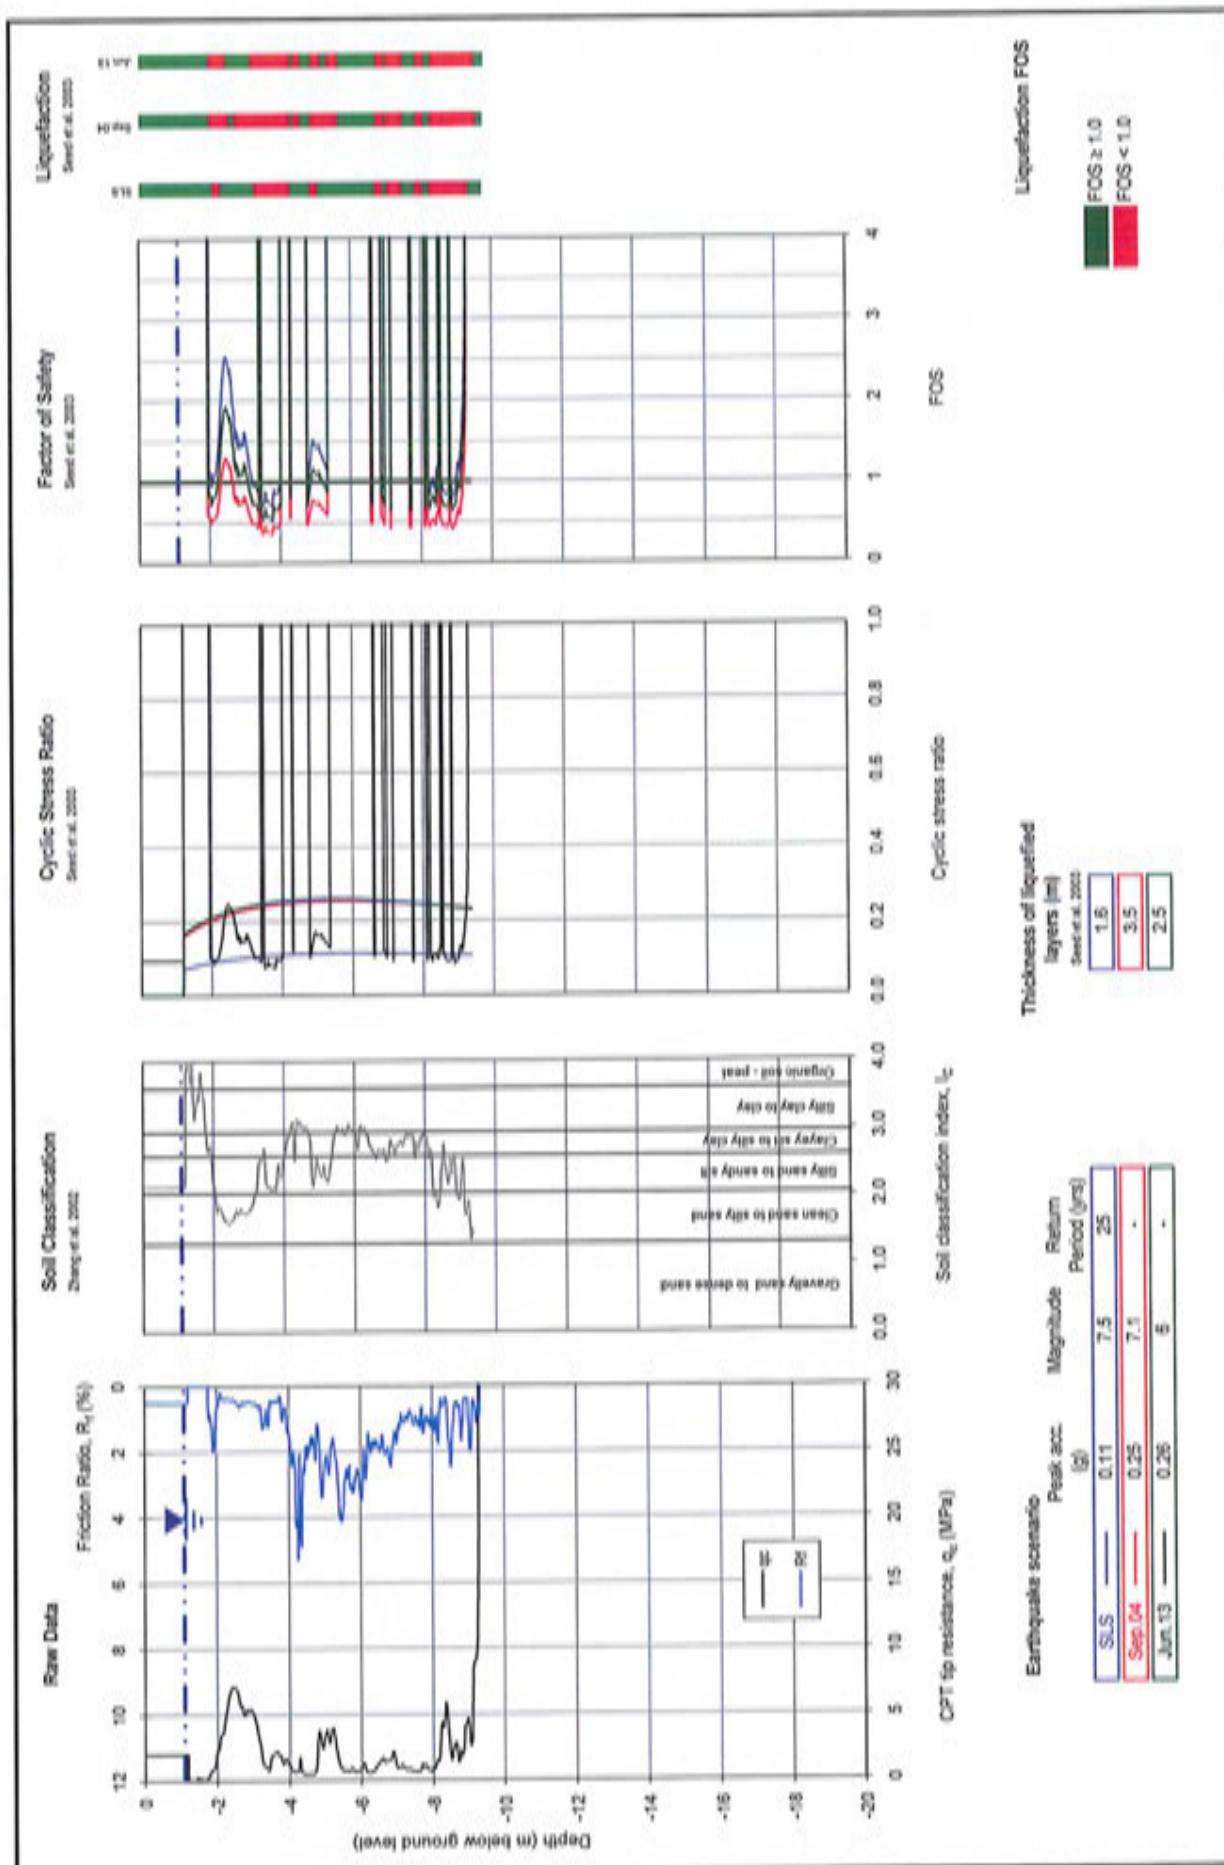 Raw Data
Soil Classification
Zhang et al. 2002
Cyclic Stress Ratio
Seed et al. 2003
Factor of Safety
Seed et al. 2003
Liquefaction
Seed et al. 2003
Friction Ratio, Rf (%)
12 10 8 6 4 2 0
SLS Sep.04 Jun.13
Depth (m below ground level)
0
-2
-4
-6
-8
-10
-12
-14
-16
-18
-20
qc
Rf
Gravelly sand to dense sand
Clean sand to silty sand
Silty sand to sandy silt
Clayey silt to silty clay
Silty clay to clay
Organic soil - peat
0 5 10 15 20 25 30
0.0 1.0 2.0 3.0 4.0
0.0 0.2 0.4 0.6 0.8 1.0
0 1 2 3 4
CPT tip resistance, qc (MPa)
Soil classification index, Ic
Cyclic stress ratio
FOS
Earthquake scenario
Peak acc. (g)
Magnitude
Return Period (yrs)
SLS 0.11 7.5 25
Sep.04 0.25 7.1 -
Jun.13 0.26 6 -
Thickness of liquefied
layers (m)
Seed et al. 2003
1.6
3.5
2.5
Liquefaction FOS
FOS ≥ 1.0
FOS < 1.0